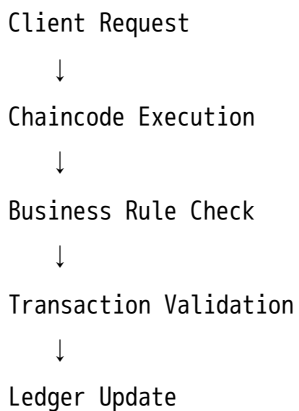 Client Request
↓
Chaincode Execution
↓
Business Rule Check
↓
Transaction Validation
↓
Ledger Update